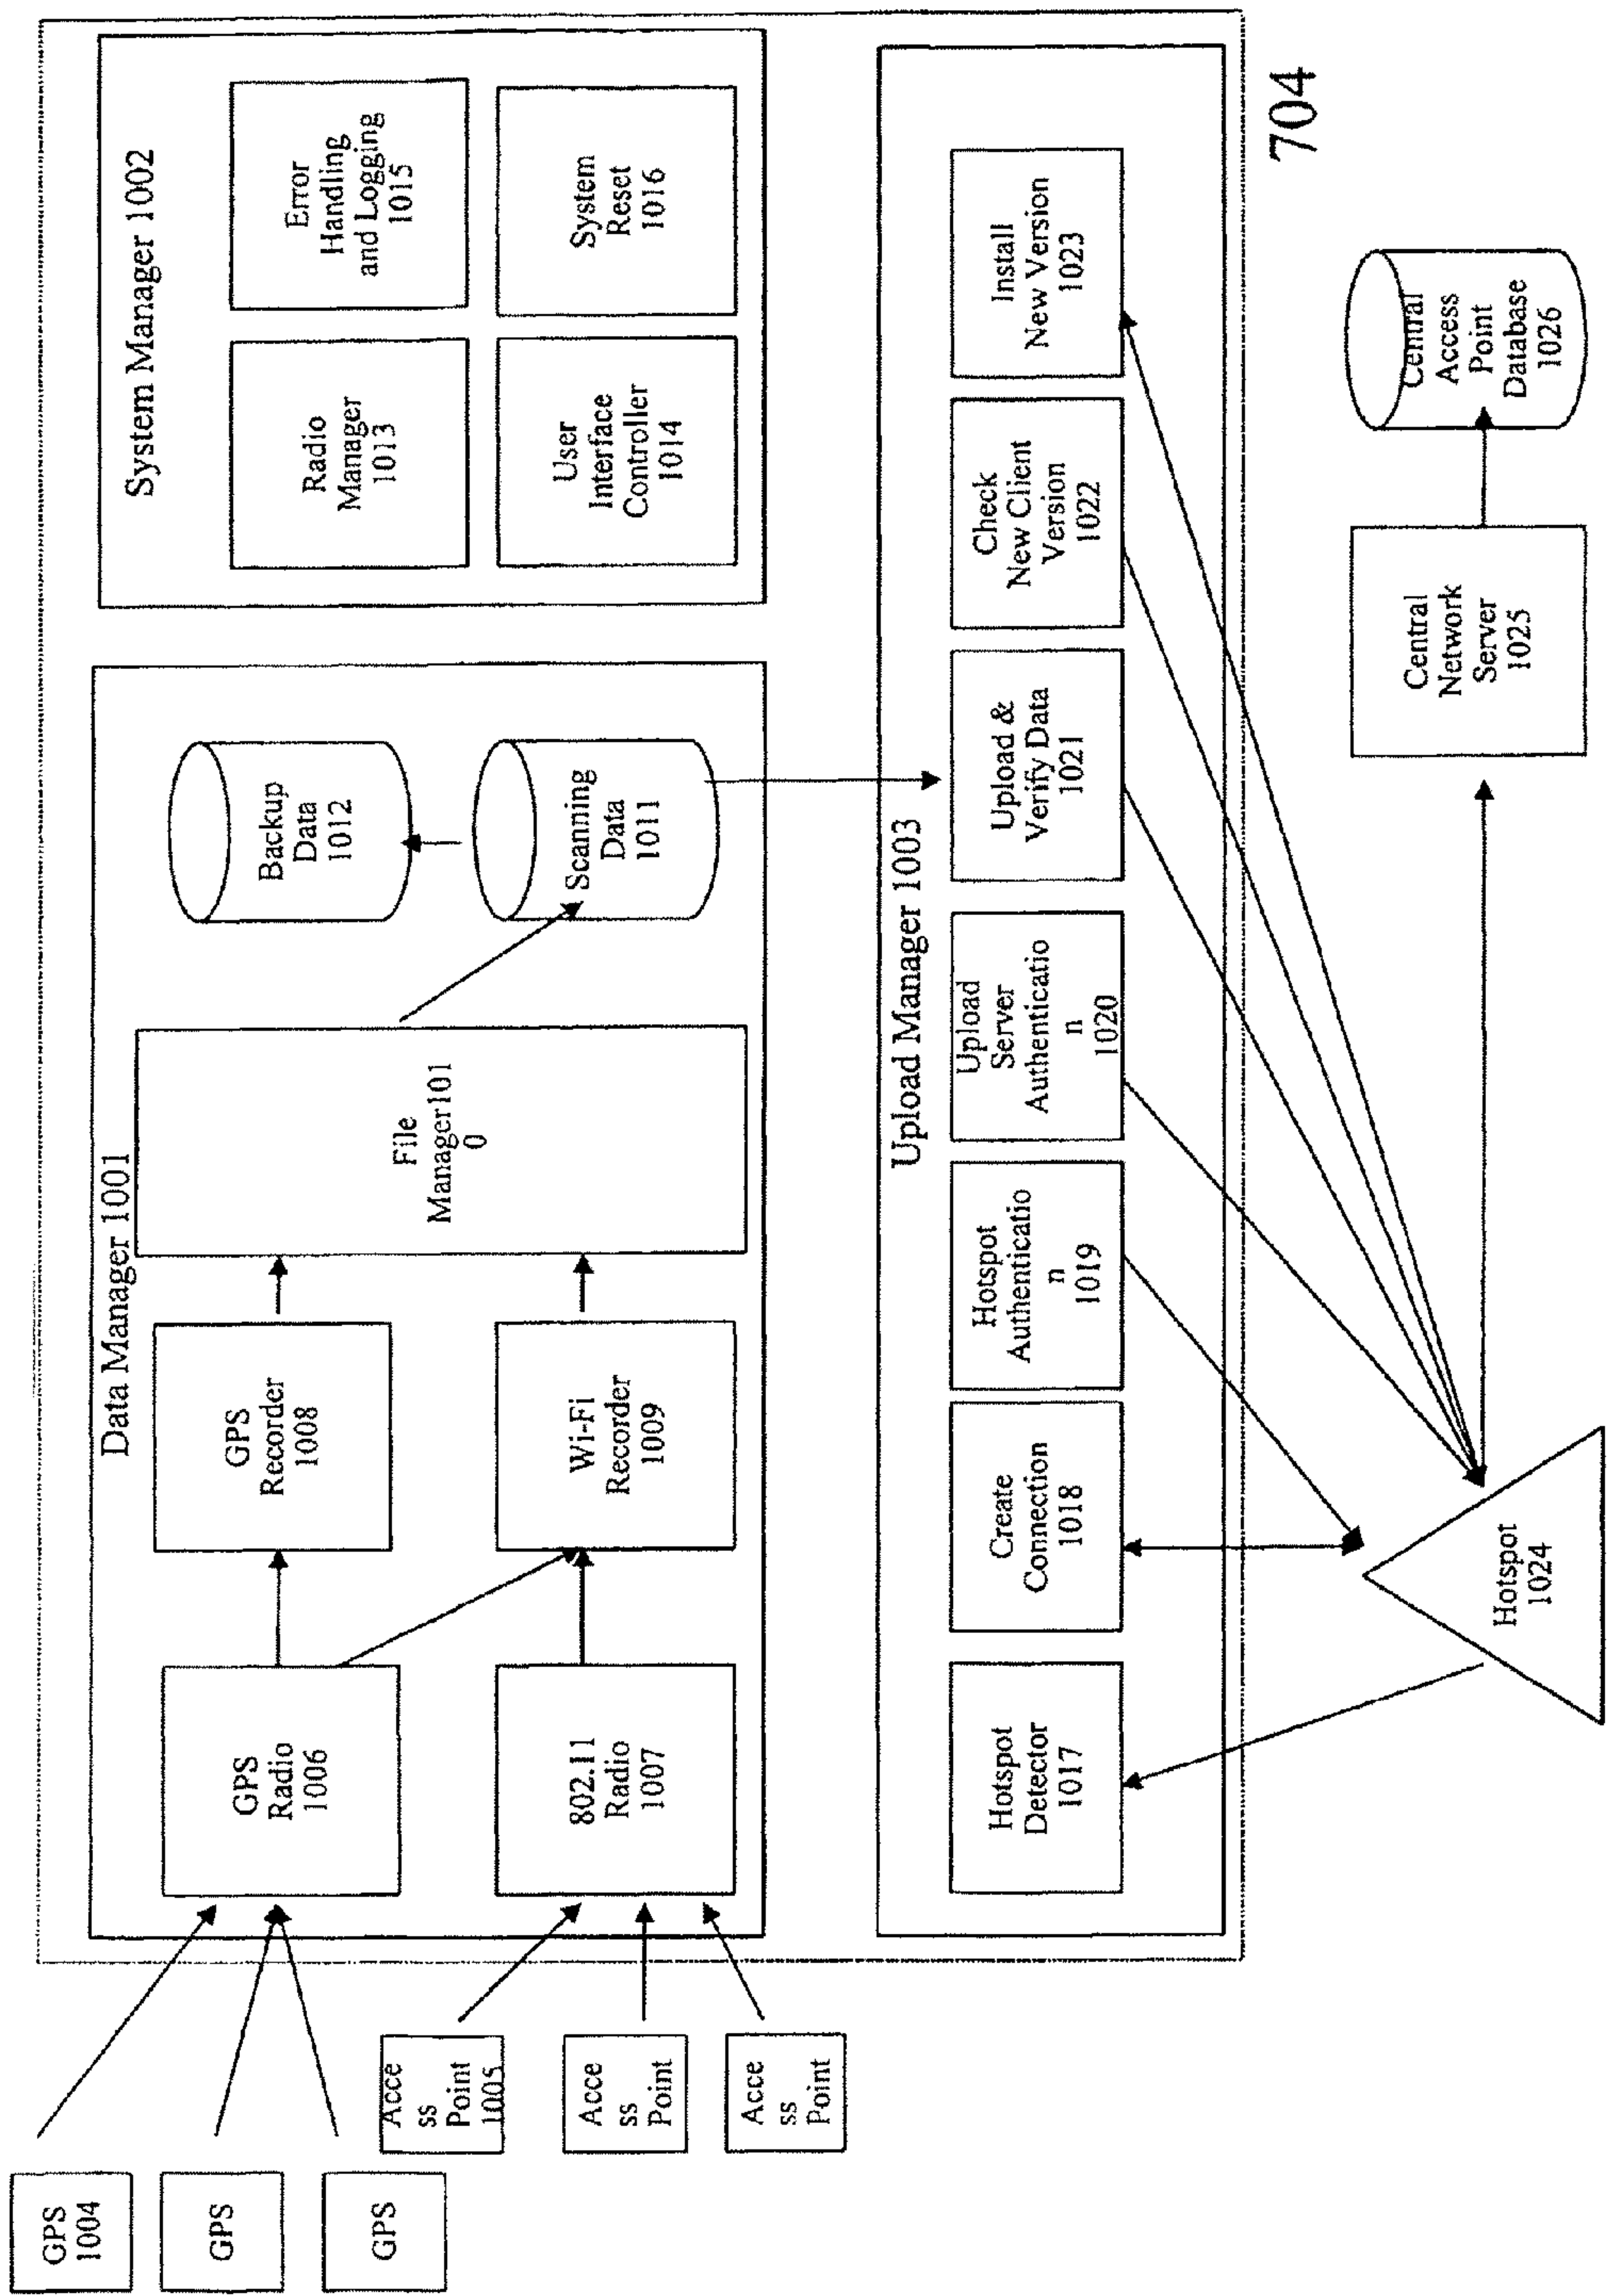 Data Manager 1001
System Manager 1002
GPS
1004
GPS
GPS
Acce
ss
Point
1005
Acce
ss
Point
Acce
ss
Point
GPS
Radio
1006
802.11
Radio
1007
GPS
Recorder
1008
Wi-Fi
Recorder
1009
File
Manager101
0
Backup
Data
1012
Scanning
Data
1011
Radio
Manager
1013
Error
Handling
and Logging
1015
User
Interface
Controller
1014
System
Reset
1016
Upload Manager 1003
Hotspot
Detector
1017
Create
Connection
1018
Hotspot
Authenticatio
n
1019
Upload
Server
Authenticatio
n
1020
Upload &
Verify Data
1021
Check
New Client
Version
1022
Install
New Version
1023
704
Hotspot
1024
Central
Network
Server
1025
Central
Access
Point
Database
1026